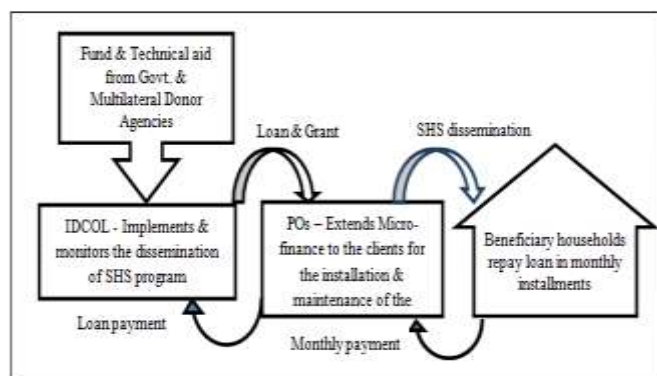 Fund & Technical aid
from Govt. &
Multilateral Donor
Agencies
Loan & Grant
SHS dissemination
IDCOL - Implements &
monitors the dissemination
of SHS program
POs – Extends Micro-
finance to the clients for
the installation &
maintenance of the
Beneficiary households
repay loan in monthly
installments
Loan payment
Monthly payment